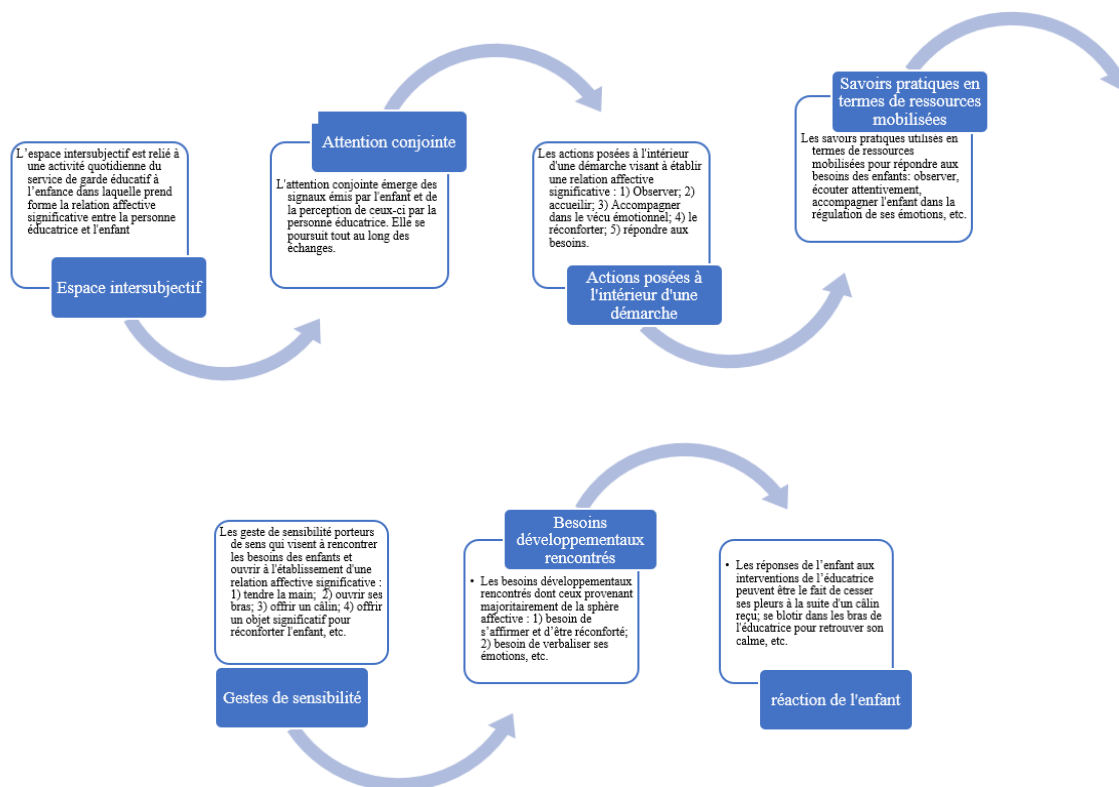 L'espace intersubjectif est relié à
une activité quotidienne du
service de garde éducatif à
l'enfance dans laquelle prend
forme la relation affective
significative entre la personne
éducatrice et l'enfant
Espace intersubjectif
Attention conjointe
L'attention conjointe émerge des
signaux émis par l'enfant et de
la perception de ceux-ci par la
personne éducatrice. Elle se
poursuit tout au long des
échanges.
Les actions posées à l'intérieur
d'une démarche visant à établir
une relation affective
significative : 1) Observer; 2)
accueilir; 3) Accompagner
dans le vécu émotionnel; 4) le
réconforter; 5) répondre aux
besoins.
Actions posées à
l'intérieur d'une
démarche
Savoirs pratiques en
termes de ressources
mobilisées
Les savoirs pratiques utilisés en
termes de ressources
mobilisées pour répondre aux
besoins des enfants: observer,
écouter attentivement,
accompagner l'enfant dans la
régulation de ses émotions, etc.
Les geste de sensibilité porteurs
de sens qui visent à rencontrer
les besoins des enfants et
ouvrir à l'établissement d'une
relation affective significative :
1) tendre la main; 2) ouvrir ses
bras; 3) offrir un câlin; 4) offrir
un objet significatif pour
réconforter l'enfant, etc.
Gestes de sensibilité
Besoins
développementaux
rencontrés
• Les besoins développementaux
rencontrés dont ceux provenant
majoritairement de la sphère
affective : 1) besoin de
s'affirmer et d'être réconforté;
2) besoin de verbaliser ses
émotions, etc.
• Les réponses de l'enfant aux
interventions de l'éducatrice
peuvent être le fait de cesser
ses pleurs à la suite d'un câlin
reçu; se blotir dans les bras de
l'éducatrice pour retrouver son
calme, etc.
réaction de l'enfant